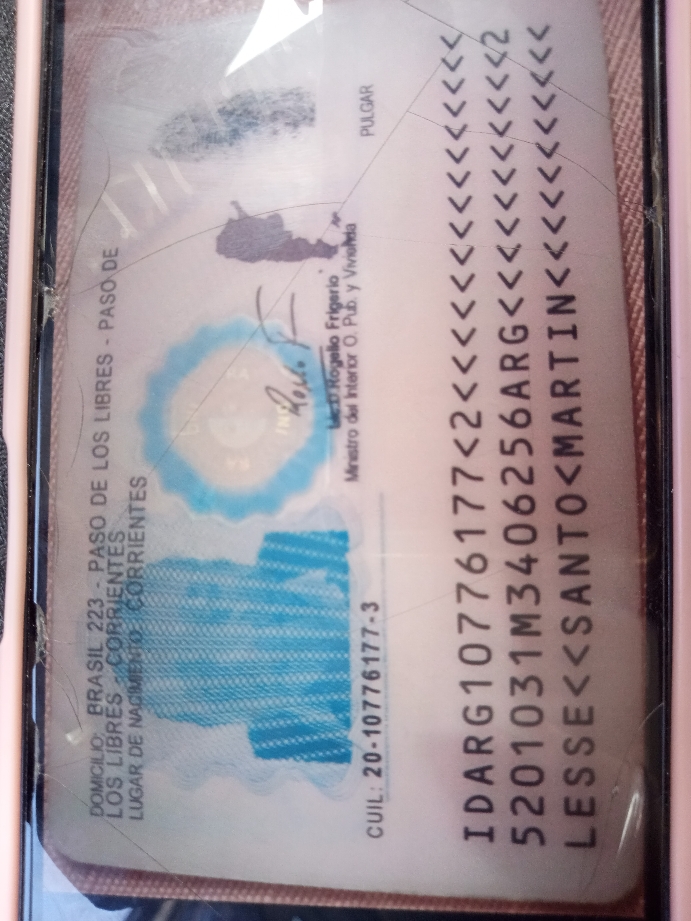 DOMICILIO: BRASIL 223 - PASO DE LOS LIBRES - PASO DE
LOS LIBRES - CORRIENTES
LUGAR DE NACIMIENTO: CORRIENTES
Rogelio Frigerio
Ministro del Interior O. Pub. y Vivienda
PULGAR
CUIL: 20-10776177-3
IDARG10776177<2<<<<<<<<<<<<<<<
5201031M3406256ARG<<<<<<<<<<<2
LESSE<<SANTO<MARTIN<<<<<<<<<<<